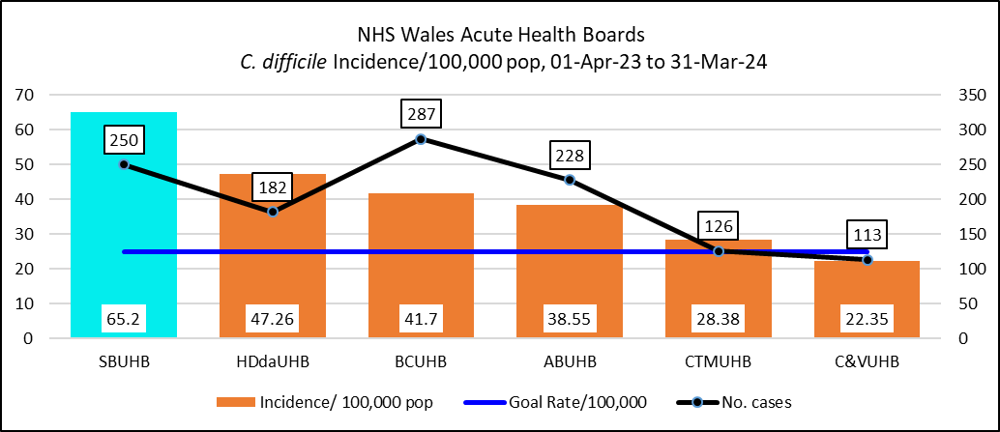 NHS Wales Acute Health Boards
C. difficile Incidence/100,000 pop, 01-Apr-23 to 31-Mar-24
70 350
60 300
50 250
40 200
30 150
20 100
10 50
0 0
250 182 287 228 126 113
65.2 47.26 41.7 38.55 28.38 22.35
SBUHB HDdaUHB BCUHB ABUHB CTMUHB C&VUHB
Incidence/ 100,000 pop Goal Rate/100,000 No. cases